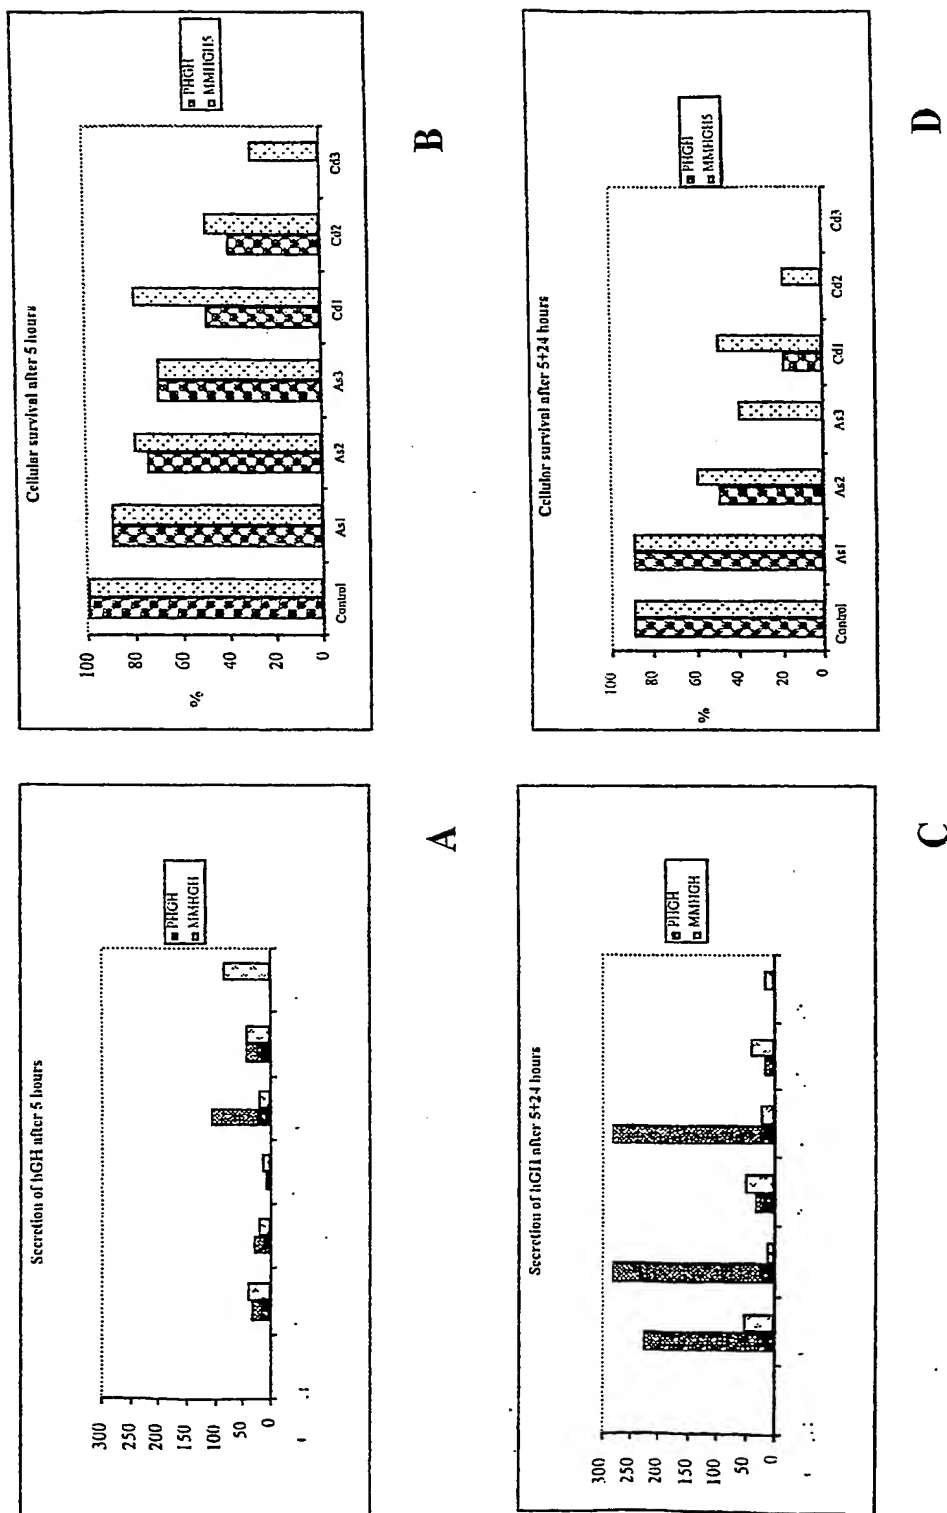 Secretion of hGH after 5 hours
300
250
200
150
100
50
0
PHGH
MMHGH
A
Cellular survival after 5 hours
100
80
60
40
20
0
%
Control
As1
As2
As3
Cd1
Cd2
Cd3
PHGH
MMHGHS
B
Secretion of hGH after 5+24 hours
300
250
200
150
100
50
0
PHGH
MMHGH
C
Cellular survival after 5+24 hours
100
80
60
40
20
0
%
Control
As1
As2
As3
Cd1
Cd2
Cd3
PHGH
MMHGHS
D